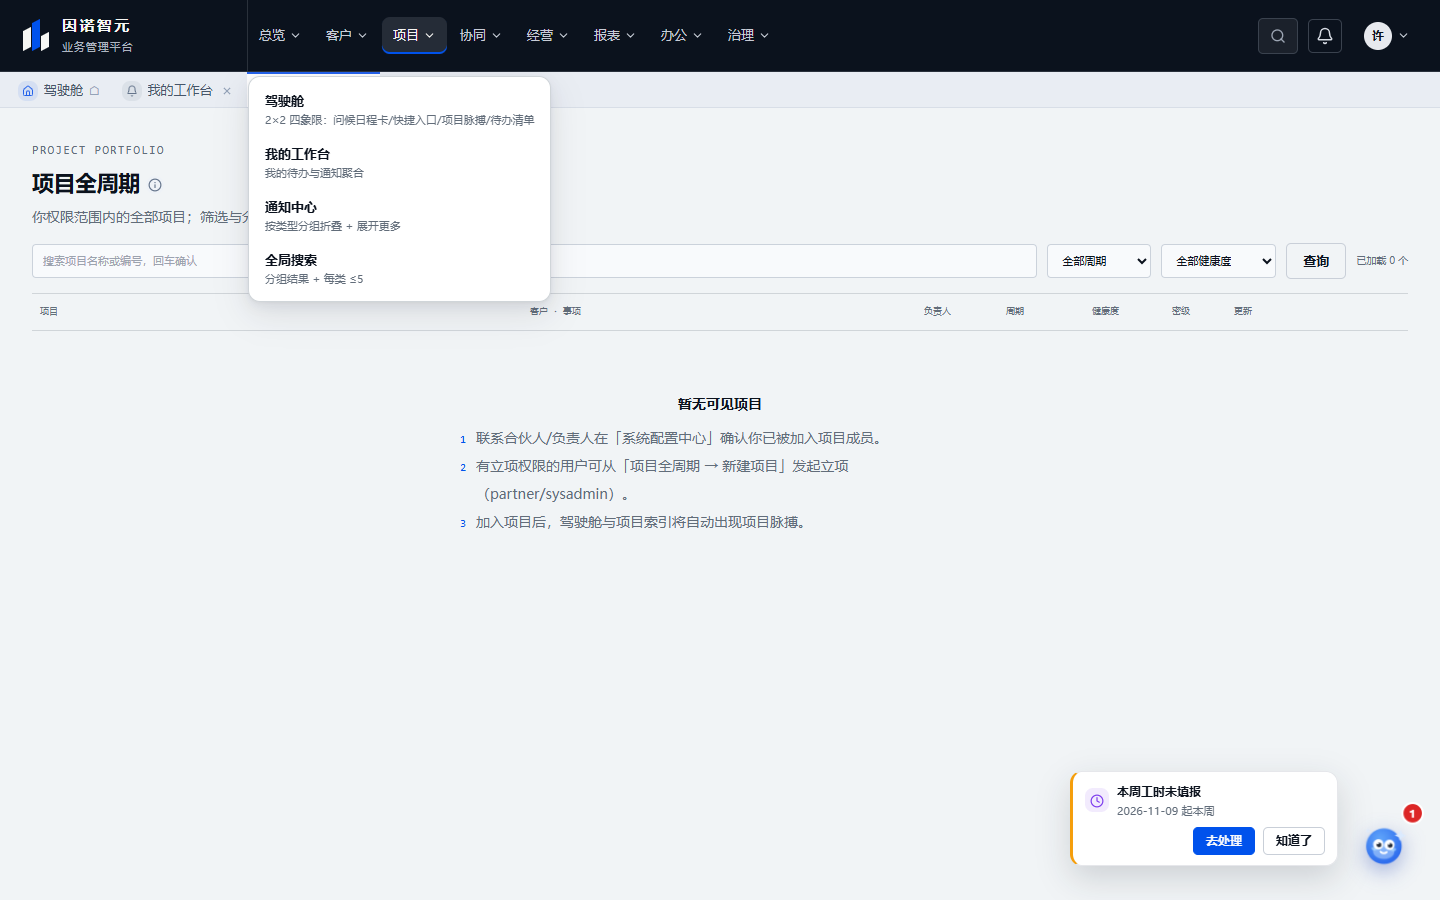 因诺智元
业务管理平台
总览 客户 项目 协同 经营 报表 办公 治理
许
驾驶舱 我的工作台
驾驶舱
2×2 四象限：问候日程卡/快捷入口/项目脉搏/待办清单
我的工作台
我的待办与通知聚合
通知中心
按类型分组折叠 + 展开更多
全局搜索
分组结果 + 每类 ≤5
PROJECT PORTFOLIO
项目全周期
你权限范围内的全部项目；筛选与
搜索项目名称或编号，回车确认 全部周期 全部健康度 查询 已加载 0 个
项目 客户 · 事项 负责人 周期 健康度 密级 更新
暂无可见项目
1 联系合伙人/负责人在「系统配置中心」确认你已被加入项目成员。
2 有立项权限的用户可从「项目全周期 → 新建项目」发起立项
（partner/sysadmin）。
3 加入项目后，驾驶舱与项目索引将自动出现项目脉搏。
本周工时未填报
2026-11-09 起本周
去处理 知道了
1